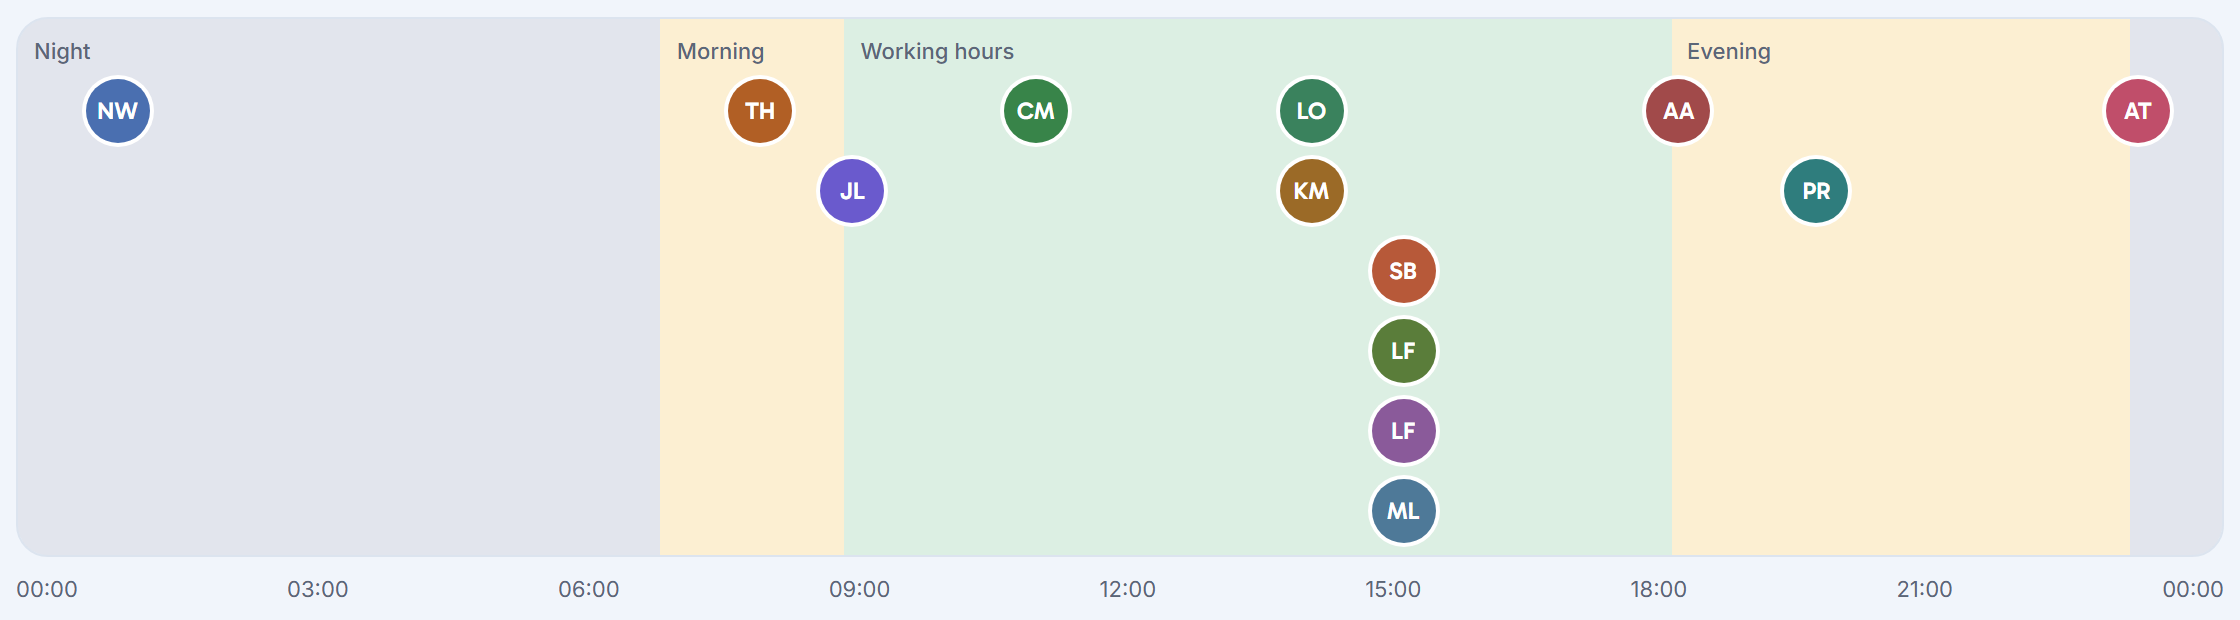 Night Morning Working hours Evening
NW TH CM LO AA AT
JL KM PR
SB
LF
LF
ML
00:00 03:00 06:00 09:00 12:00 15:00 18:00 21:00 00:00